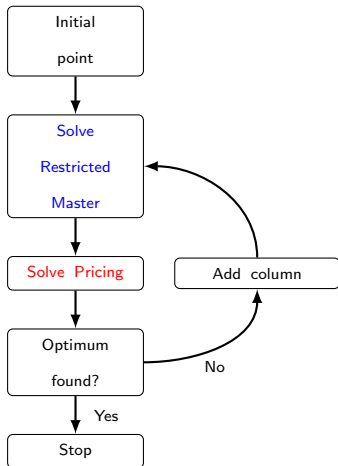 Initial
point
Solve
Restricted
Master
Solve Pricing
Add column
Optimum
found?
No
Yes
Stop